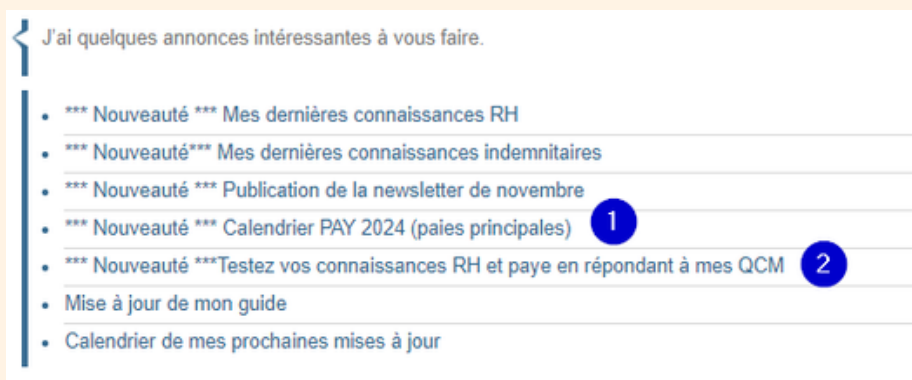 J'ai quelques annonces intéressantes à vous faire.
*** Nouveauté *** Mes dernières connaissances RH
*** Nouveauté*** Mes dernières connaissances indemnitaires
*** Nouveauté *** Publication de la newsletter de novembre
*** Nouveauté *** Calendrier PAY 2024 (paies principales) 1
*** Nouveauté ***Testez vos connaissances RH et paye en répondant à mes QCM 2
Mise à jour de mon guide
Calendrier de mes prochaines mises à jour